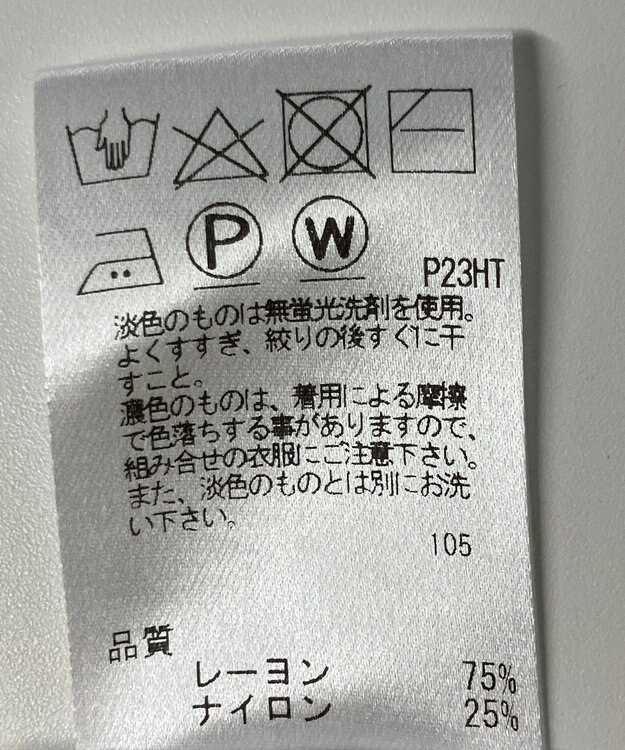 P W
P23HT
淡色のものは無蛍光洗剤を使用。
よくすすぎ、絞りの後すぐに干
すこと。
濃色のものは、着用による摩擦
で色落ちする事がありますので、
組み合せの衣服にご注意下さい。
また、淡色のものとは別にお洗
い下さい。
105
品質
レーヨン 75%
ナイロン 25%